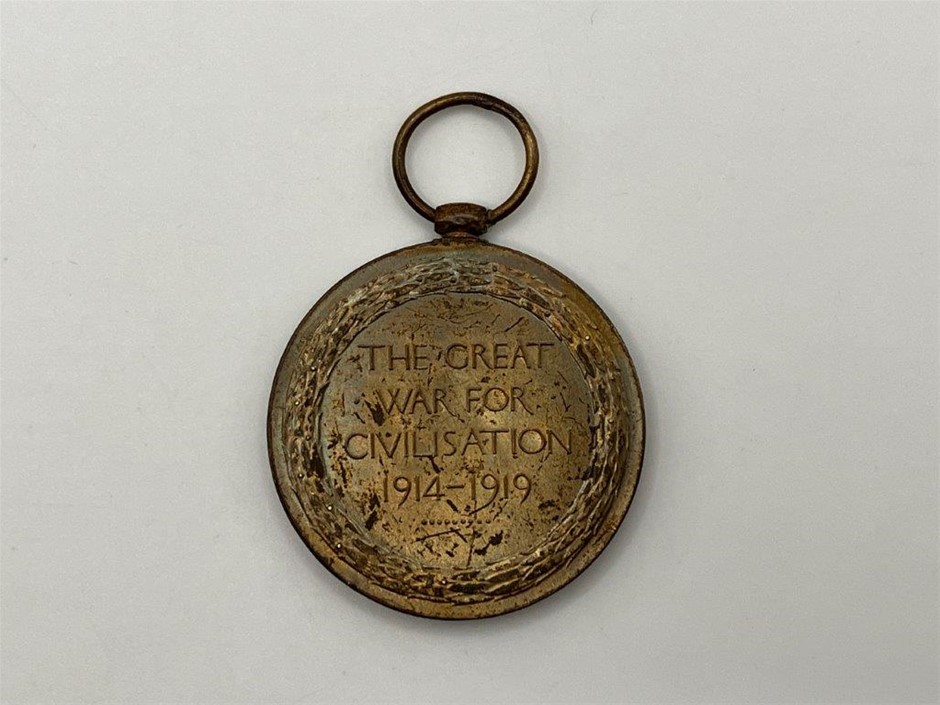 THE GREAT
WAR FOR
CIVILISATION
1914-1919